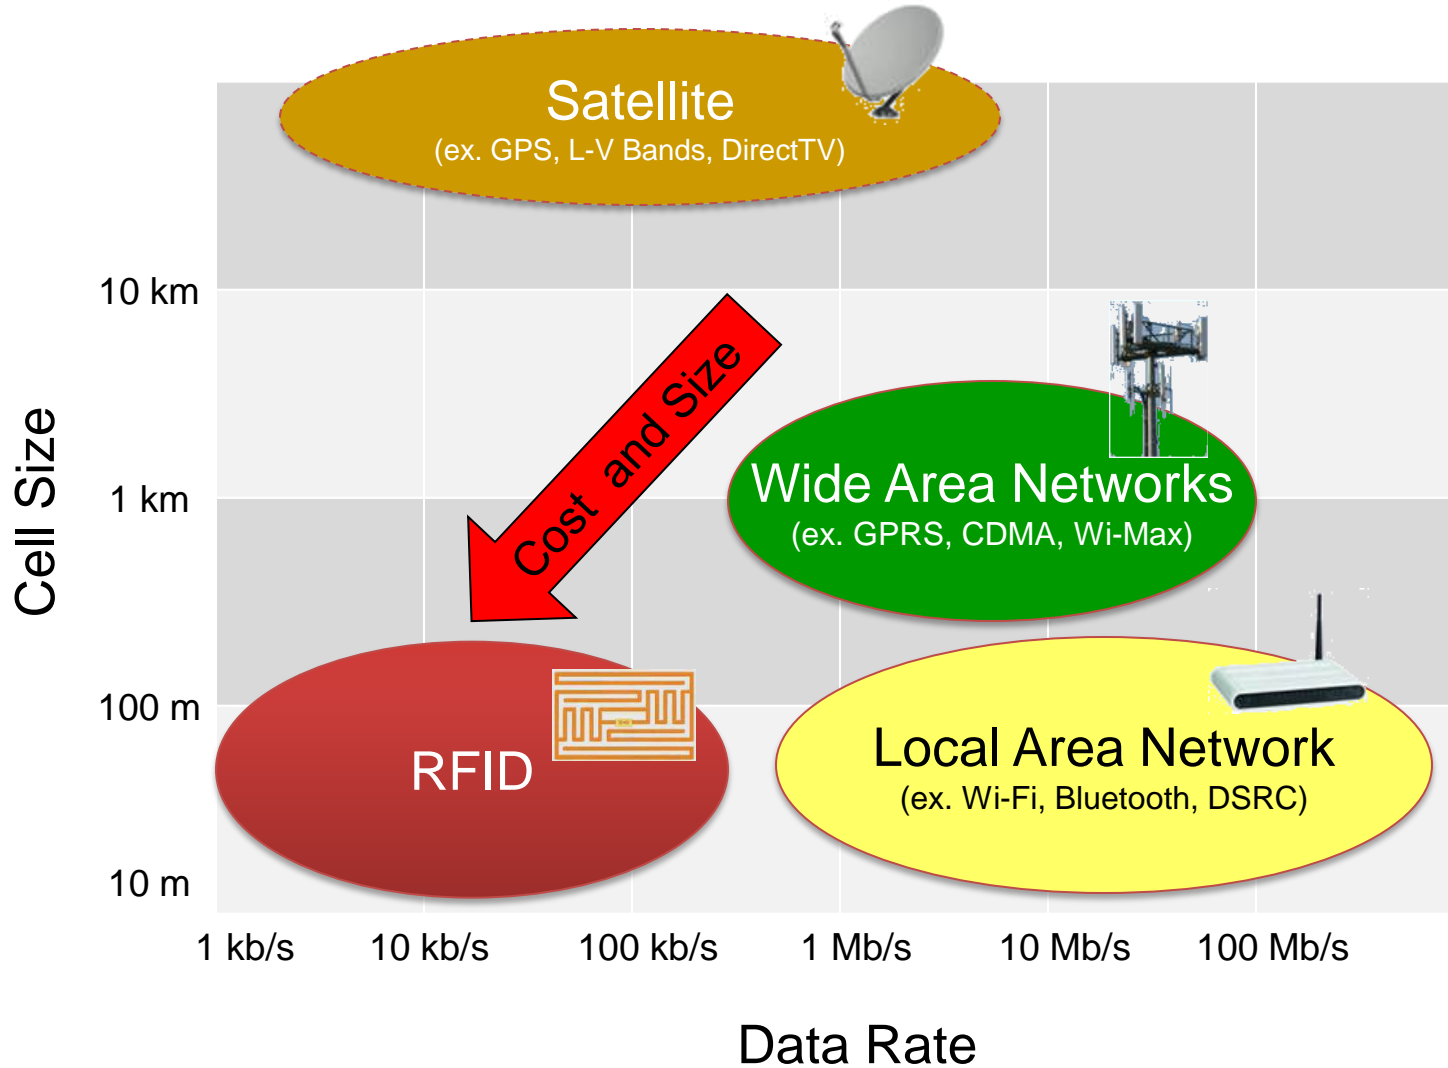 Satellite
(ex. GPS, L-V Bands, DirectTV)
10 km
Cost and Size
Cell Size
Wide Area Networks
1 km
(ex. GPRS, CDMA, Wi-Max)
100 m
Local Area Network
RFID
(ex. Wi-Fi, Bluetooth, DSRC)
10 m
1 kb/s 10 kb/s 100 kb/s 1 Mb/s 10 Mb/s 100 Mb/s
Data Rate